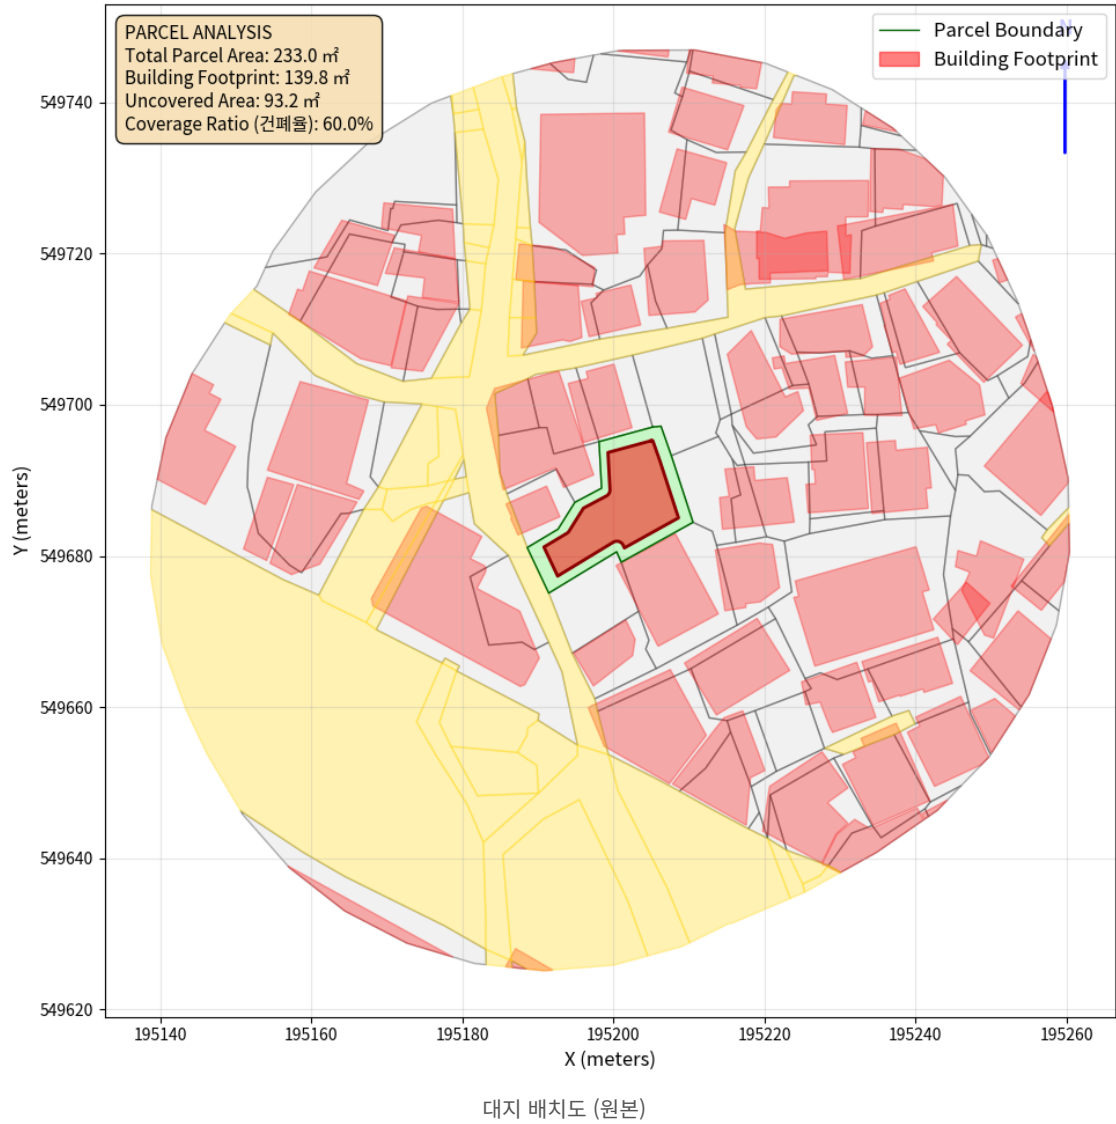 PARCEL ANALYSIS
Total Parcel Area: 233.0 ㎡
Building Footprint: 139.8 ㎡
Uncovered Area: 93.2 ㎡
Coverage Ratio (건폐율): 60.0%
Parcel Boundary
Building Footprint
N
549740
549720
549700
549680
549660
549640
549620
Y (meters)
195140 195160 195180 195200 195220 195240 195260
X (meters)
대지 배치도 (원본)